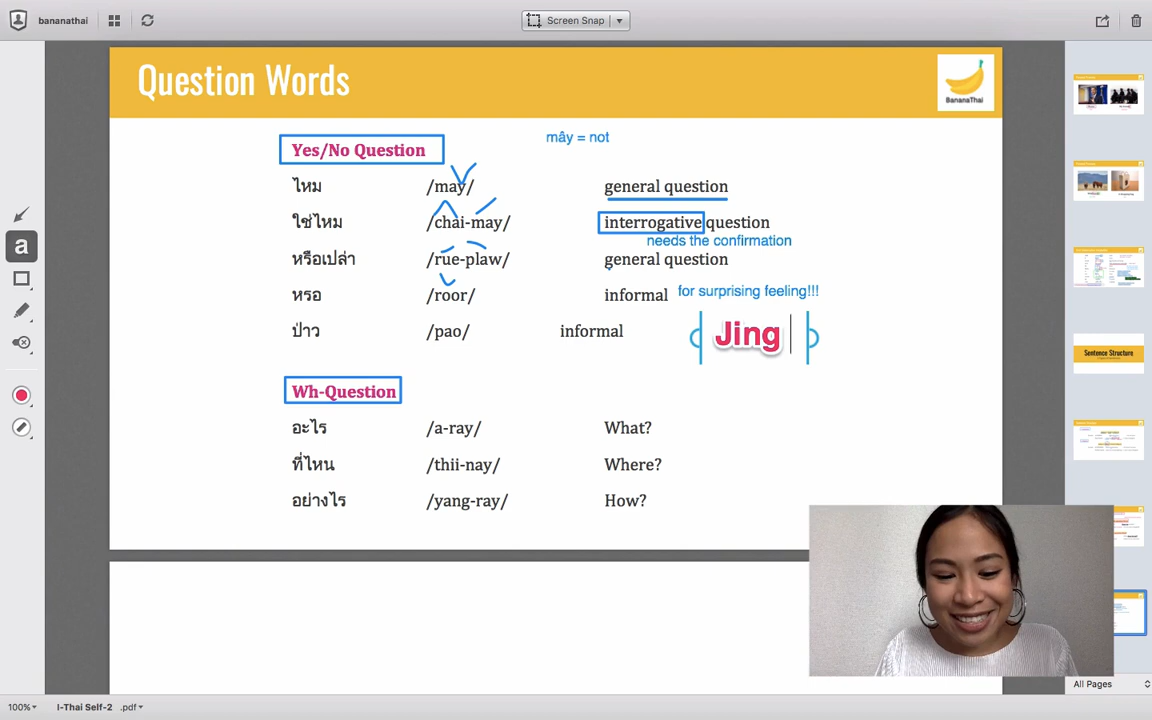 bananathai
Screen Snap
Question Words
BananaThai
mây = not
Yes/No Question
ไหม /may/ general question
ใช่ไหม /chai-may/ interrogative question
needs the confirmation
หรือเปล่า /rue-plaw/ general question
หรอ /roor/ informal for surprising feeling!!!
ป่าว /pao/ informal
Jing
Wh-Question
อะไร /a-ray/ What?
ที่ไหน /thii-nay/ Where?
อย่างไร /yang-ray/ How?
a
Sentence Structure
All Pages
100% I-Thai Self-2 .pdf